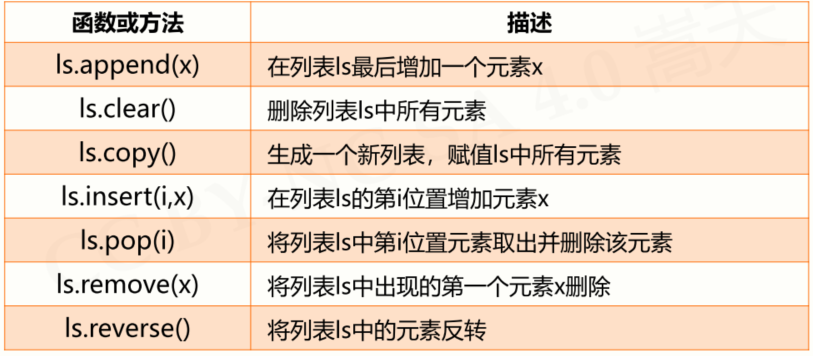 函数或方法 描述
ls.append(x) 在列表ls最后增加一个元素x
ls.clear() 删除列表ls中所有元素
ls.copy() 生成一个新列表，赋值ls中所有元素
ls.insert(i,x) 在列表ls的第i位置增加元素x
ls.pop(i) 将列表ls中第i位置元素取出并删除该元素
ls.remove(x) 将列表ls中出现的第一个元素x删除
ls.reverse() 将列表ls中的元素反转
CC BY NC SA 4.0 嵩天